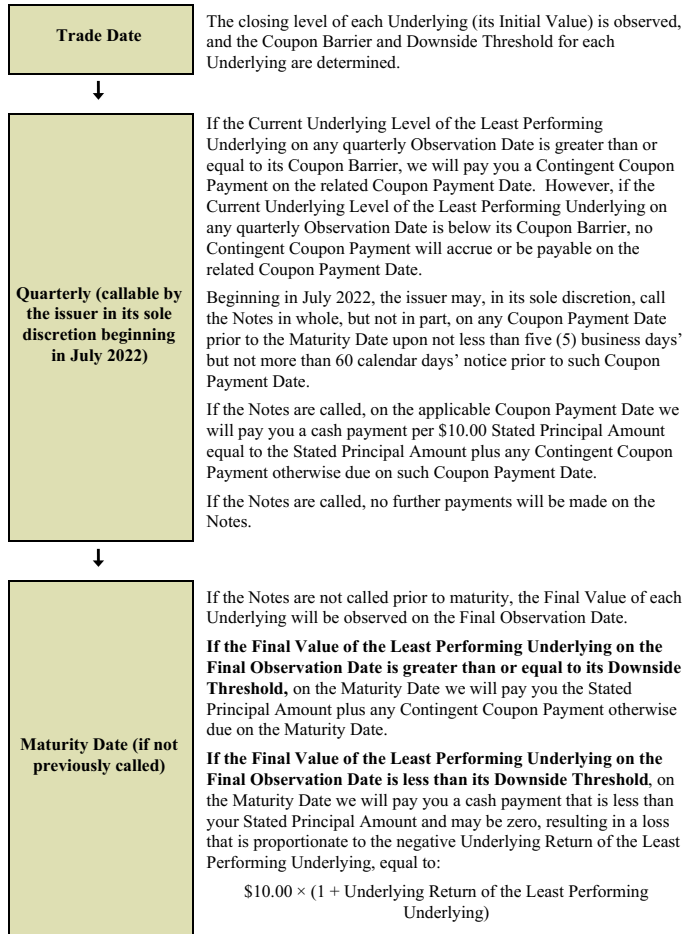 Trade Date
The closing level of each Underlying (its Initial Value) is observed,
and the Coupon Barrier and Downside Threshold for each
Underlying are determined.
Quarterly (callable by
the issuer in its sole
discretion beginning
in July 2022)
If the Current Underlying Level of the Least Performing
Underlying on any quarterly Observation Date is greater than or
equal to its Coupon Barrier, we will pay you a Contingent Coupon
Payment on the related Coupon Payment Date. However, if the
Current Underlying Level of the Least Performing Underlying on
any quarterly Observation Date is below its Coupon Barrier, no
Contingent Coupon Payment will accrue or be payable on the
related Coupon Payment Date.
Beginning in July 2022, the issuer may, in its sole discretion, call
the Notes in whole, but not in part, on any Coupon Payment Date
prior to the Maturity Date upon not less than five (5) business days’
but not more than 60 calendar days’ notice prior to such Coupon
Payment Date.
If the Notes are called, on the applicable Coupon Payment Date we
will pay you a cash payment per $10.00 Stated Principal Amount
equal to the Stated Principal Amount plus any Contingent Coupon
Payment otherwise due on such Coupon Payment Date.
If the Notes are called, no further payments will be made on the
Notes.
Maturity Date (if not
previously called)
If the Notes are not called prior to maturity, the Final Value of each
Underlying will be observed on the Final Observation Date.
If the Final Value of the Least Performing Underlying on the
Final Observation Date is greater than or equal to its Downside
Threshold, on the Maturity Date we will pay you the Stated
Principal Amount plus any Contingent Coupon Payment otherwise
due on the Maturity Date.
If the Final Value of the Least Performing Underlying on the
Final Observation Date is less than its Downside Threshold, on
the Maturity Date we will pay you a cash payment that is less than
your Stated Principal Amount and may be zero, resulting in a loss
that is proportionate to the negative Underlying Return of the Least
Performing Underlying, equal to:
$10.00 × (1 + Underlying Return of the Least Performing
Underlying)